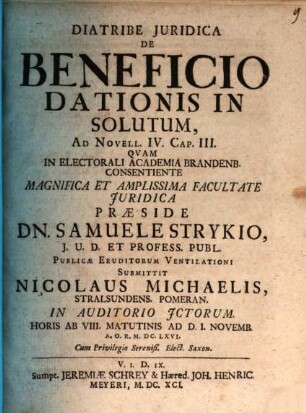 9
DIATRIBE JURIDICA
DE
BENEFICIO
DATIONIS IN
SOLUTUM,
AD NOVELL. IV. CAP. III.
QVAM
IN ELECTORALI ACADEMIA BRANDENB.
CONSENTIENTE
MAGNIFICA ET AMPLISSIMA FACULTATE
JURIDICA
PRÆSIDE
DN. SAMUELE STRYKIO,
J. U. D. ET PROFESS. PUBL.
PUBLICÆ ERUDITORUM VENTILATIONI
SUBMITTIT
NICOLAUS MICHAELIS,
STRALSUNDENS. POMERAN.
IN AUDITORIO JCTORUM.
HORIS AB VIII. MATUTINIS AD D. I. NOVEMB.
A. O. R. M. DC. LXVI.
Cum Privilegio Sereniss. Elect. Saxon.
V. I. D. IX.
Sumpt. JEREMIÆ SCHREY & Hæred. JOH. HENRIC.
MEYERI, M. DC. XCI.